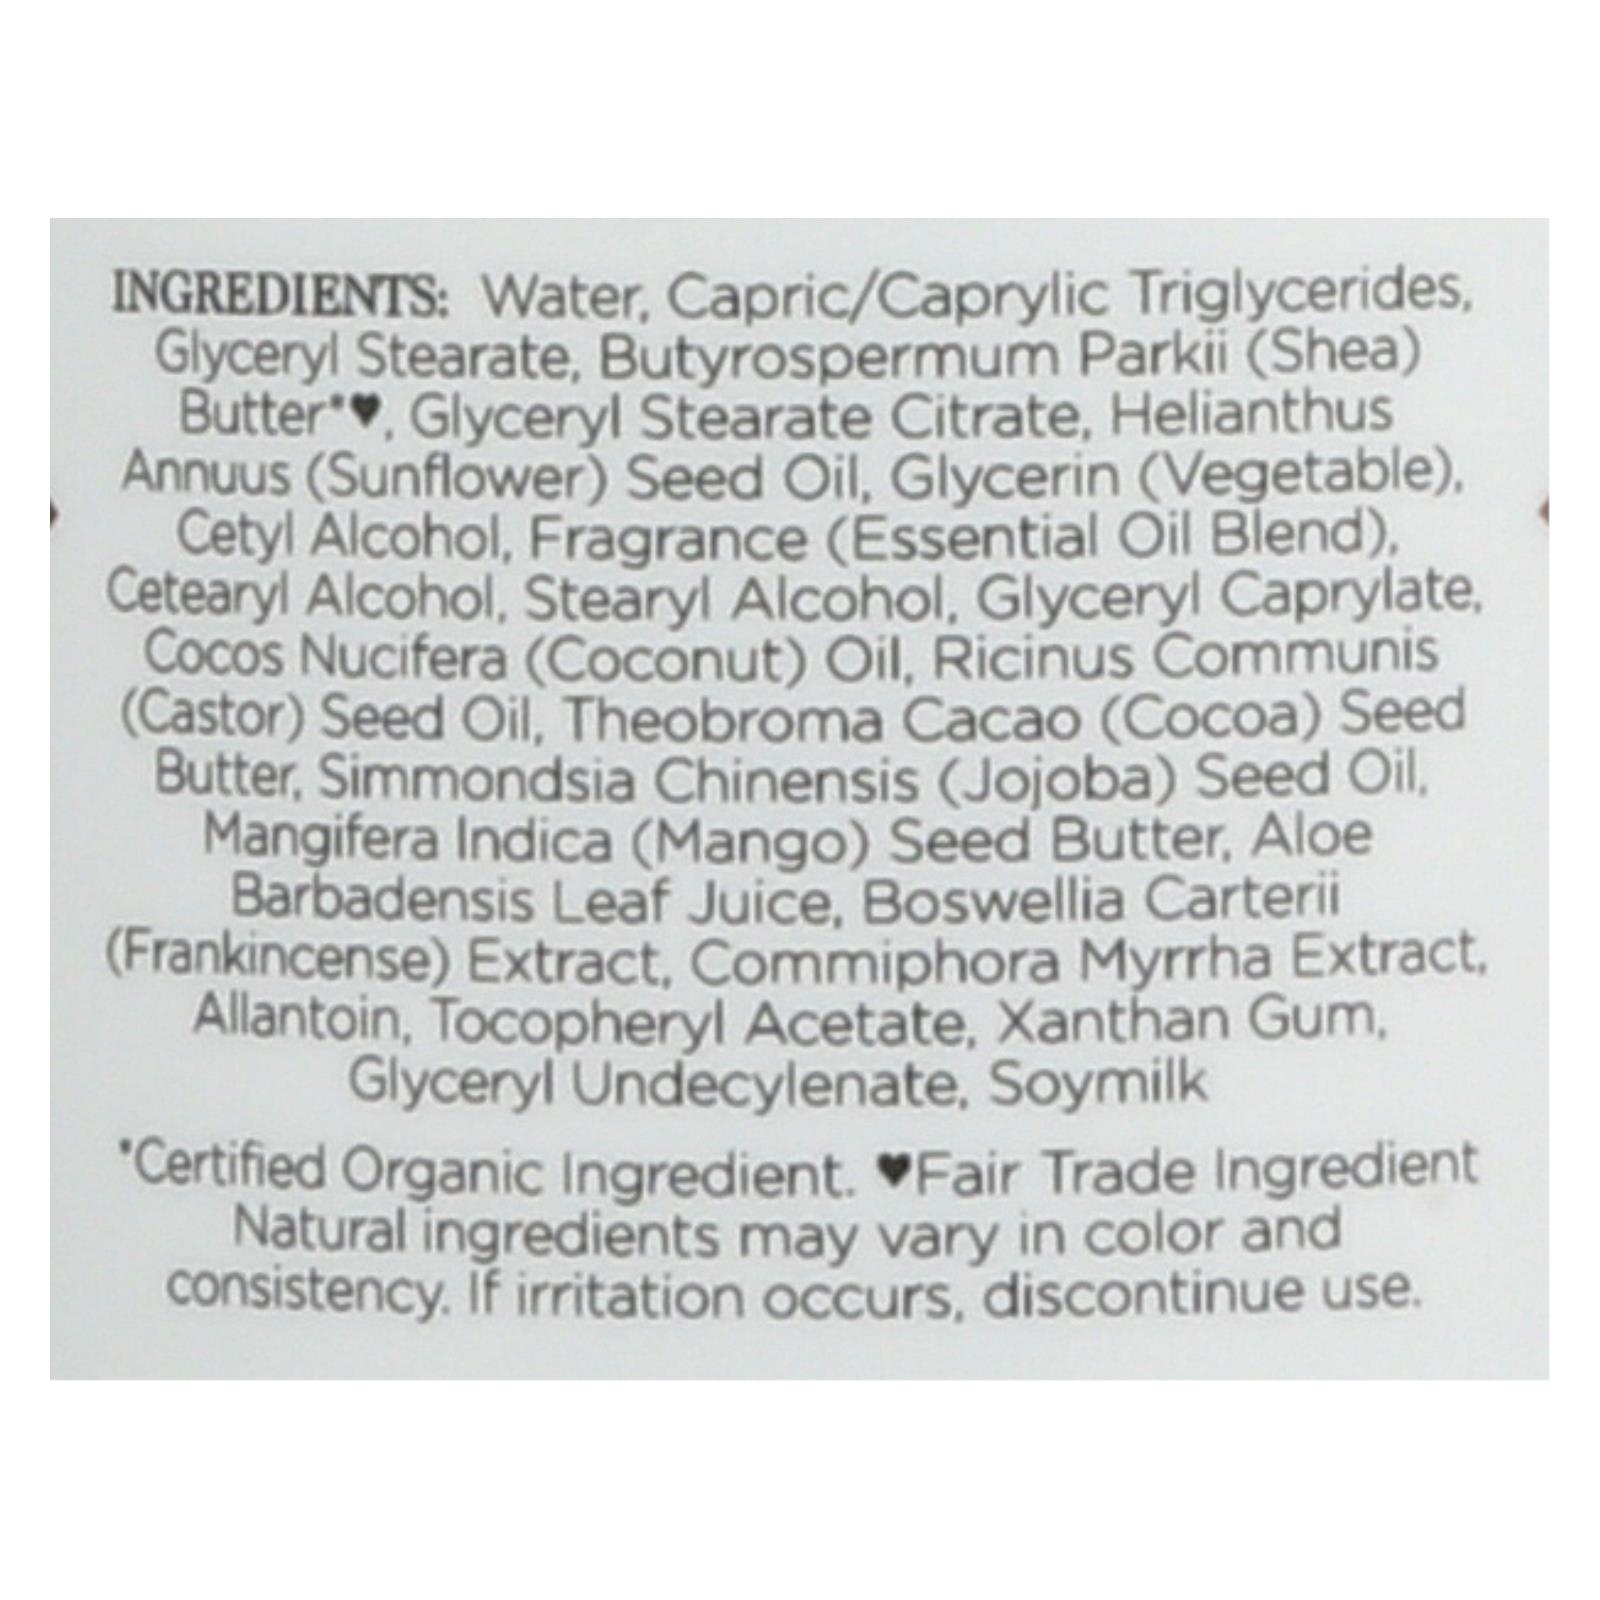 INGREDIENTS: Water, Capric/Caprylic Triglycerides,
Glyceryl Stearate, Butyrospermum Parkii (Shea)
Butter*♥, Glyceryl Stearate Citrate, Helianthus
Annuus (Sunflower) Seed Oil, Glycerin (Vegetable),
Cetyl Alcohol, Fragrance (Essential Oil Blend),
Cetearyl Alcohol, Stearyl Alcohol, Glyceryl Caprylate,
Cocos Nucifera (Coconut) Oil, Ricinus Communis
(Castor) Seed Oil, Theobroma Cacao (Cocoa) Seed
Butter, Simmondsia Chinensis (Jojoba) Seed Oil,
Mangifera Indica (Mango) Seed Butter, Aloe
Barbadensis Leaf Juice, Boswellia Carterii
(Frankincense) Extract, Commiphora Myrrha Extract,
Allantoin, Tocopheryl Acetate, Xanthan Gum,
Glyceryl Undecylenate, Soymilk
*Certified Organic Ingredient. ♥Fair Trade Ingredient
Natural ingredients may vary in color and
consistency. If irritation occurs, discontinue use.